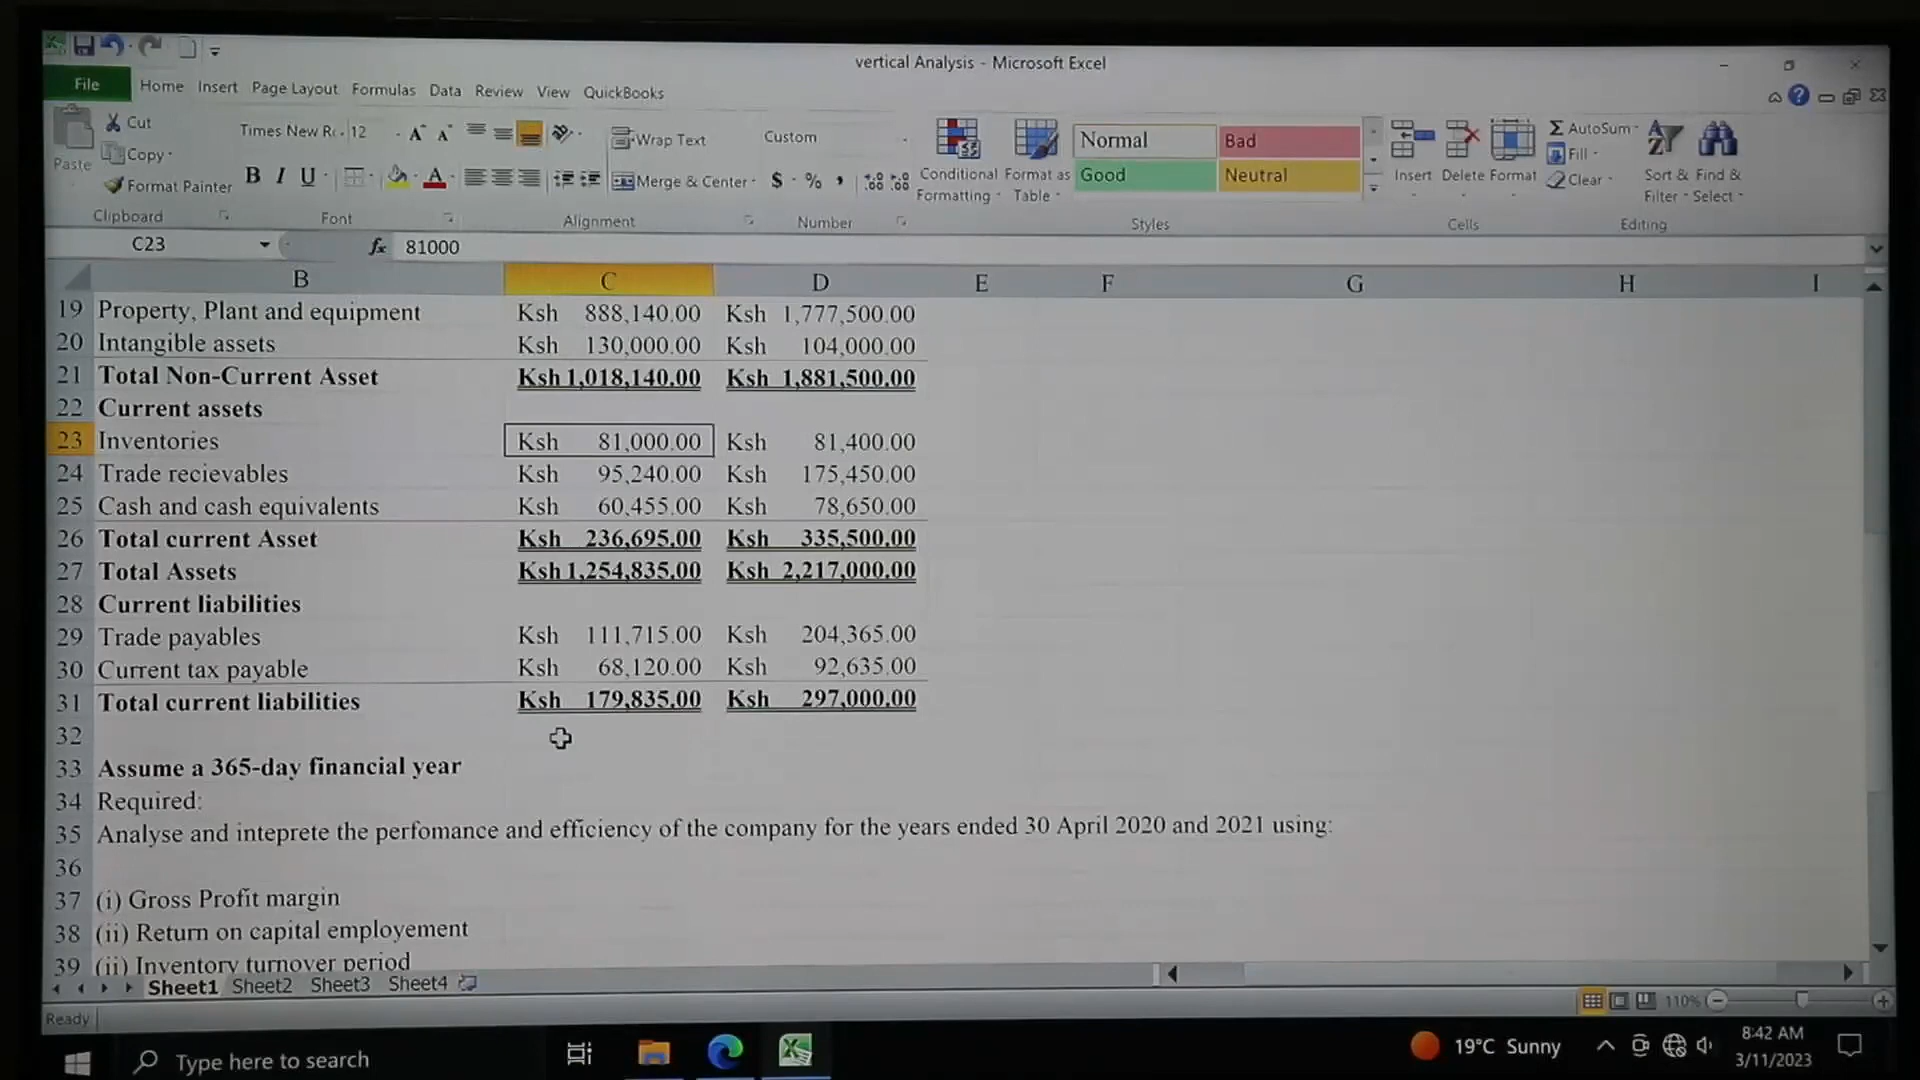 vertical Analysis - Microsoft Excel
File Home Insert Page Layout Formulas Data Review View QuickBooks
Paste
Cut
Copy
Format Painter
Clipboard
Times New R 12
B I U
Font
Wrap Text
Merge & Center
Alignment
Custom
$ % ,
Number
Conditional Formatting
Format as Table
Normal Bad
Good Neutral
Styles
Insert Delete Format
Cells
Σ AutoSum
Fill
Clear
Sort & Filter
Find & Select
Editing
C23 fx 81000
B C D E F G H I
19 Property, Plant and equipment Ksh 888,140.00 Ksh 1,777,500.00
20 Intangible assets Ksh 130,000.00 Ksh 104,000.00
21 Total Non-Current Asset Ksh 1,018,140.00 Ksh 1,881,500.00
22 Current assets
23 Inventories Ksh 81,000.00 Ksh 81,400.00
24 Trade recievables Ksh 95,240.00 Ksh 175,450.00
25 Cash and cash equivalents Ksh 60,455.00 Ksh 78,650.00
26 Total current Asset Ksh 236,695.00 Ksh 335,500.00
27 Total Assets Ksh 1,254,835.00 Ksh 2,217,000.00
28 Current liabilities
29 Trade payables Ksh 111,715.00 Ksh 204,365.00
30 Current tax payable Ksh 68,120.00 Ksh 92,635.00
31 Total current liabilities Ksh 179,835.00 Ksh 297,000.00
32
33 Assume a 365-day financial year
34 Required:
35 Analyse and inteprete the perfomance and efficiency of the company for the years ended 30 April 2020 and 2021 using:
36
37 (i) Gross Profit margin
38 (ii) Return on capital employement
39 (ii) Inventory turnover period
Sheet1 Sheet2 Sheet3 Sheet4
Ready 110%
Type here to search
19°C Sunny
8:42 AM
3/11/2023